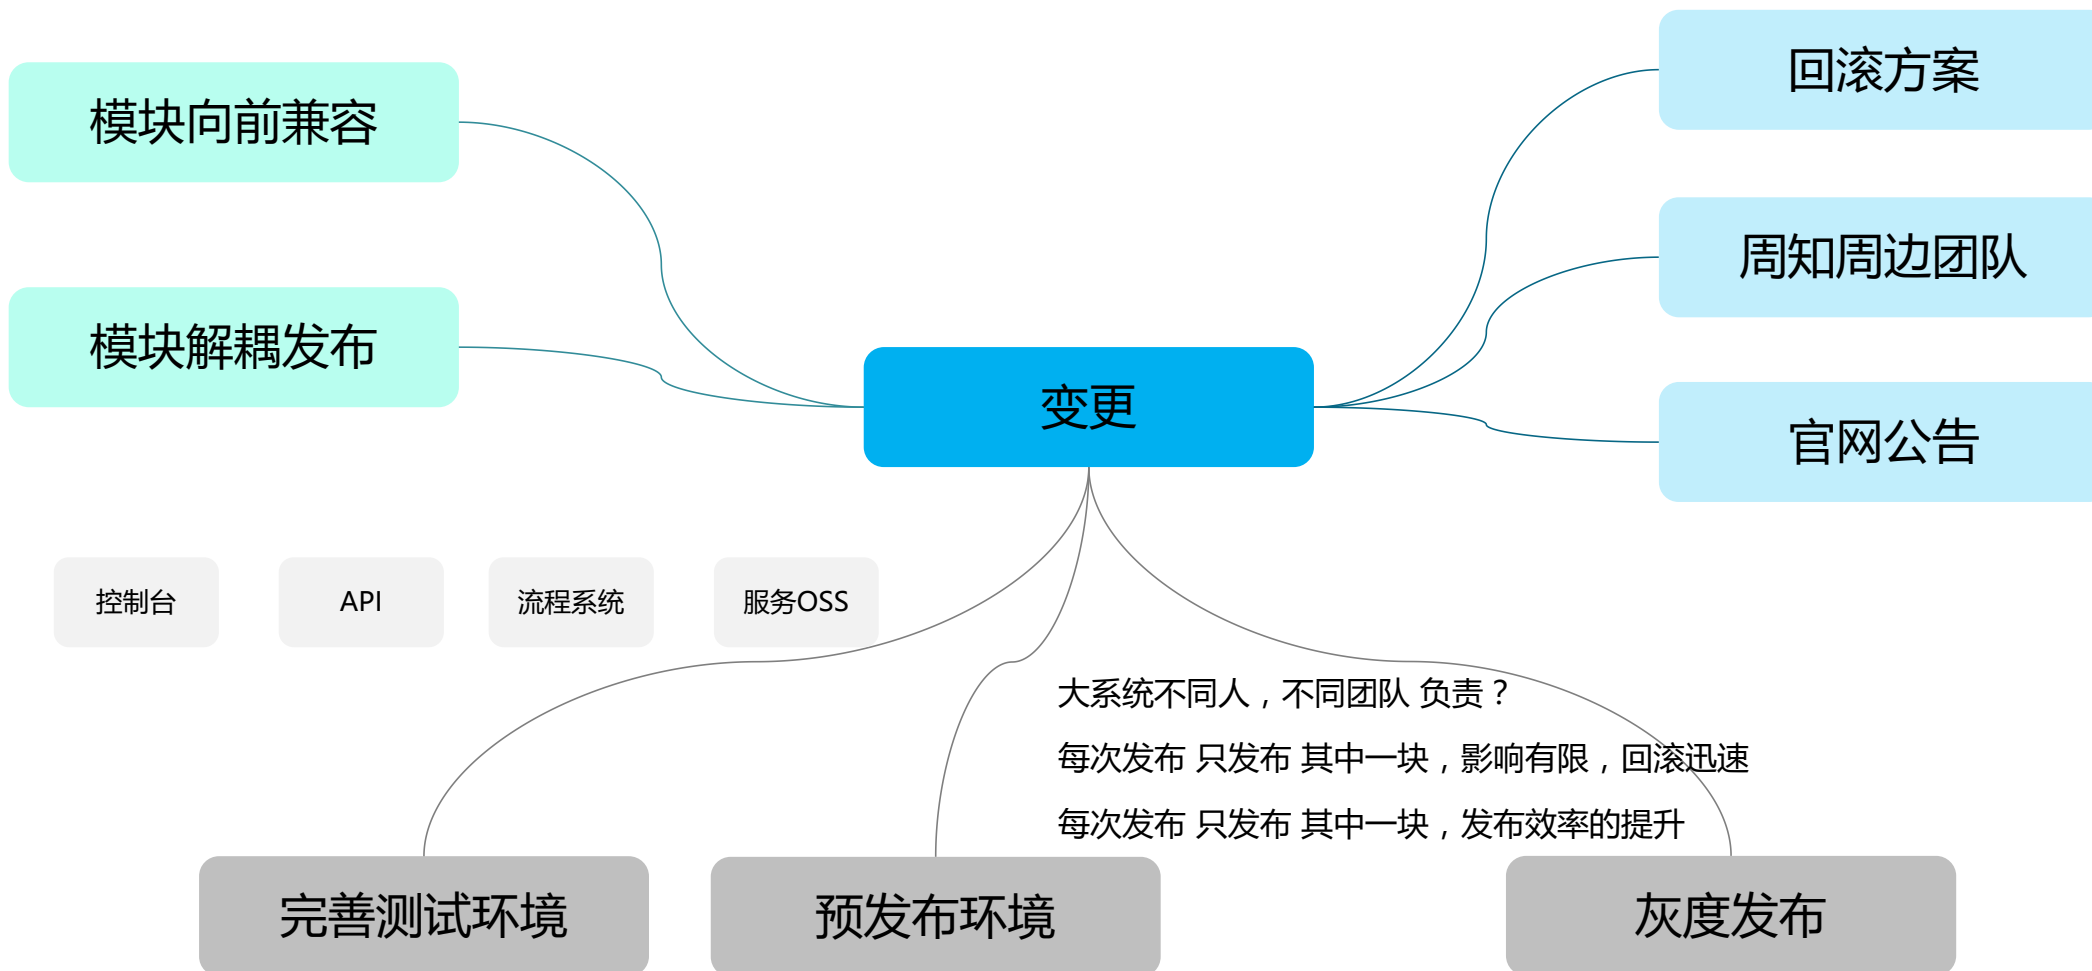 回滚方案
模块向前兼容
周知周边团队
模块解耦发布
变更
官网公告
控制台
API
流程系统
服务OSS
大系统不同人，不同团队 负责？
每次发布 只发布 其中一块，影响有限，回滚迅速
每次发布 只发布 其中一块，发布效率的提升
完善测试环境
预发布环境
灰度发布